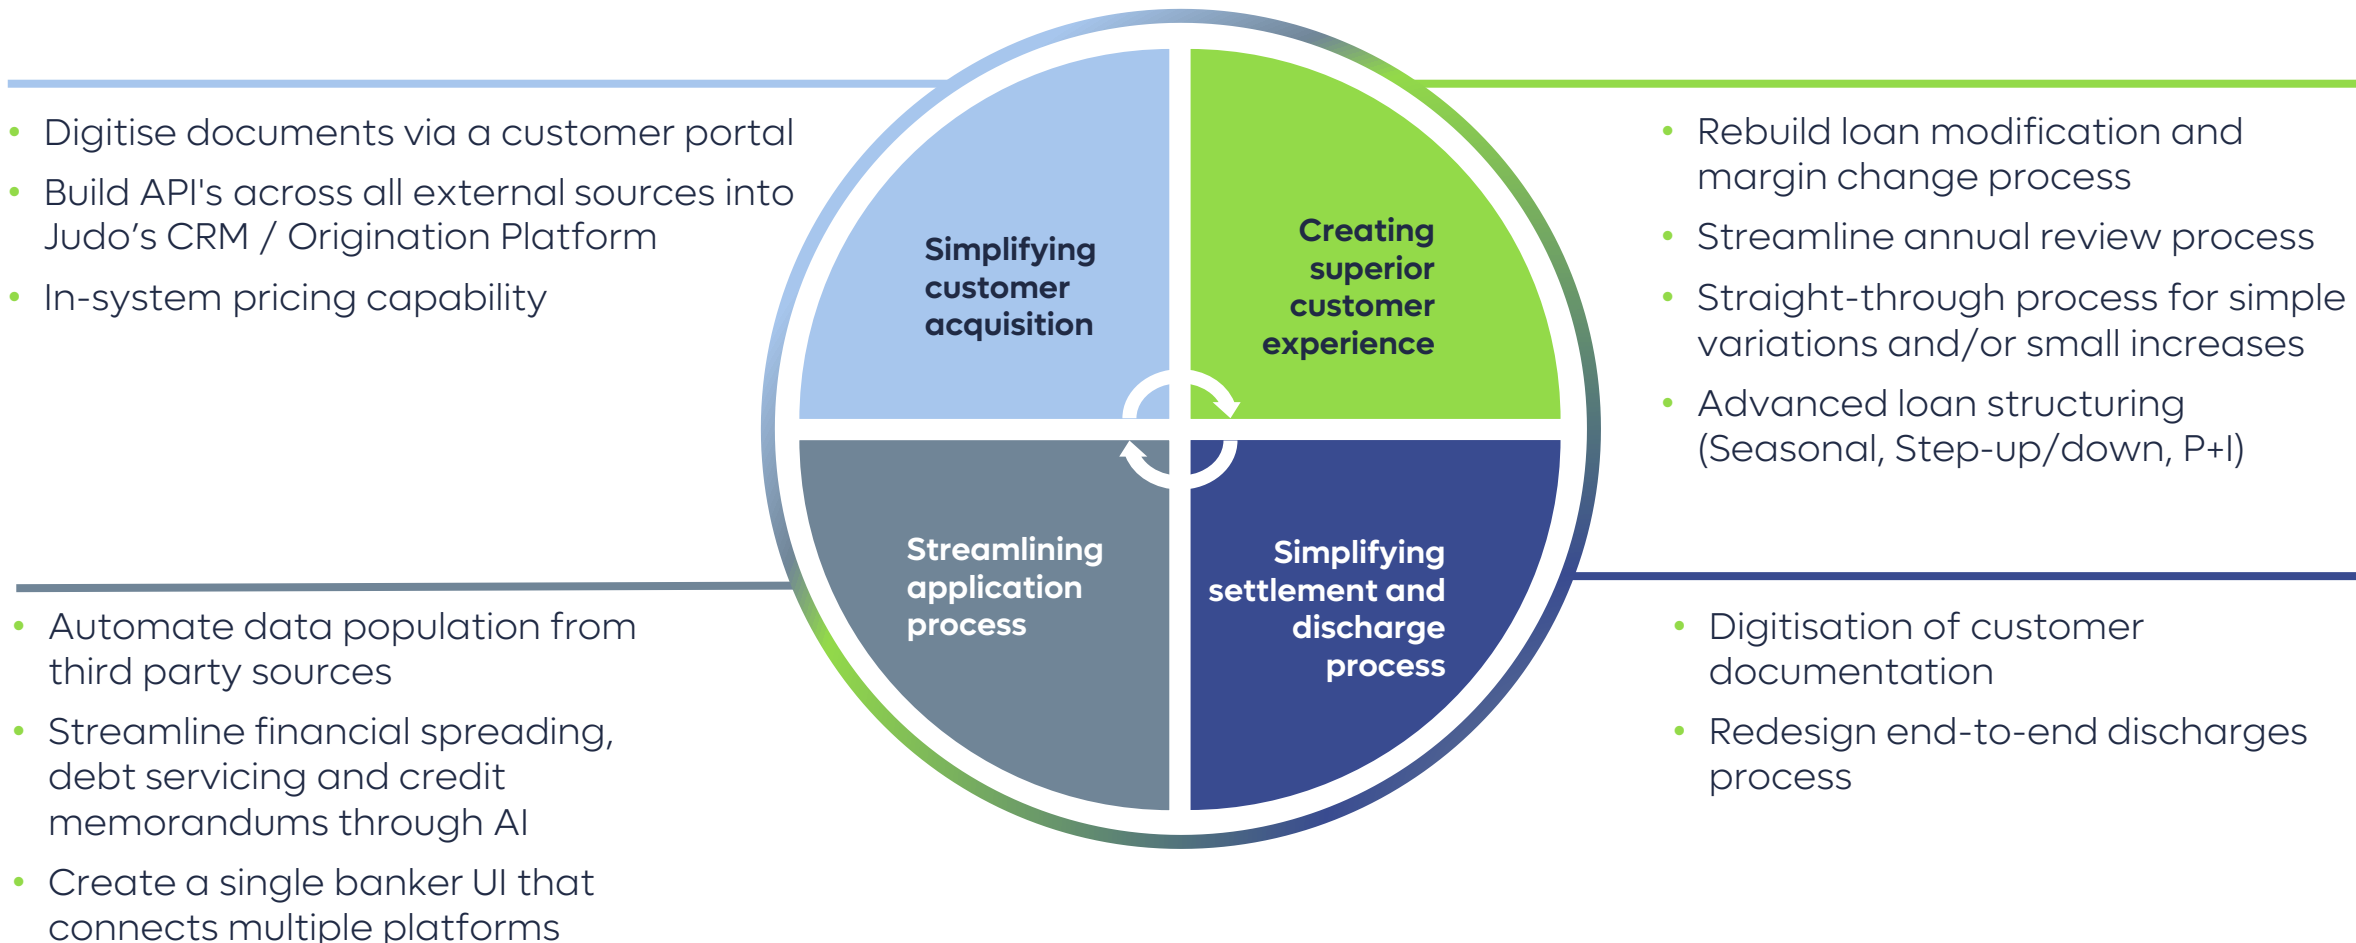 • Digitise documents via a customer portal
• Build API's across all external sources into
Judo’s CRM / Origination Platform
• In-system pricing capability
Simplifying
customer
acquisition
Creating
superior
customer
experience
• Rebuild loan modification and
margin change process
• Streamline annual review process
• Straight-through process for simple
variations and/or small increases
• Advanced loan structuring
(Seasonal, Step-up/down, P+I)
• Automate data population from
third party sources
• Streamline financial spreading,
debt servicing and credit
memorandums through AI
• Create a single banker UI that
connects multiple platforms
Streamlining
application
process
Simplifying
settlement and
discharge
process
• Digitisation of customer
documentation
• Redesign end-to-end discharges
process